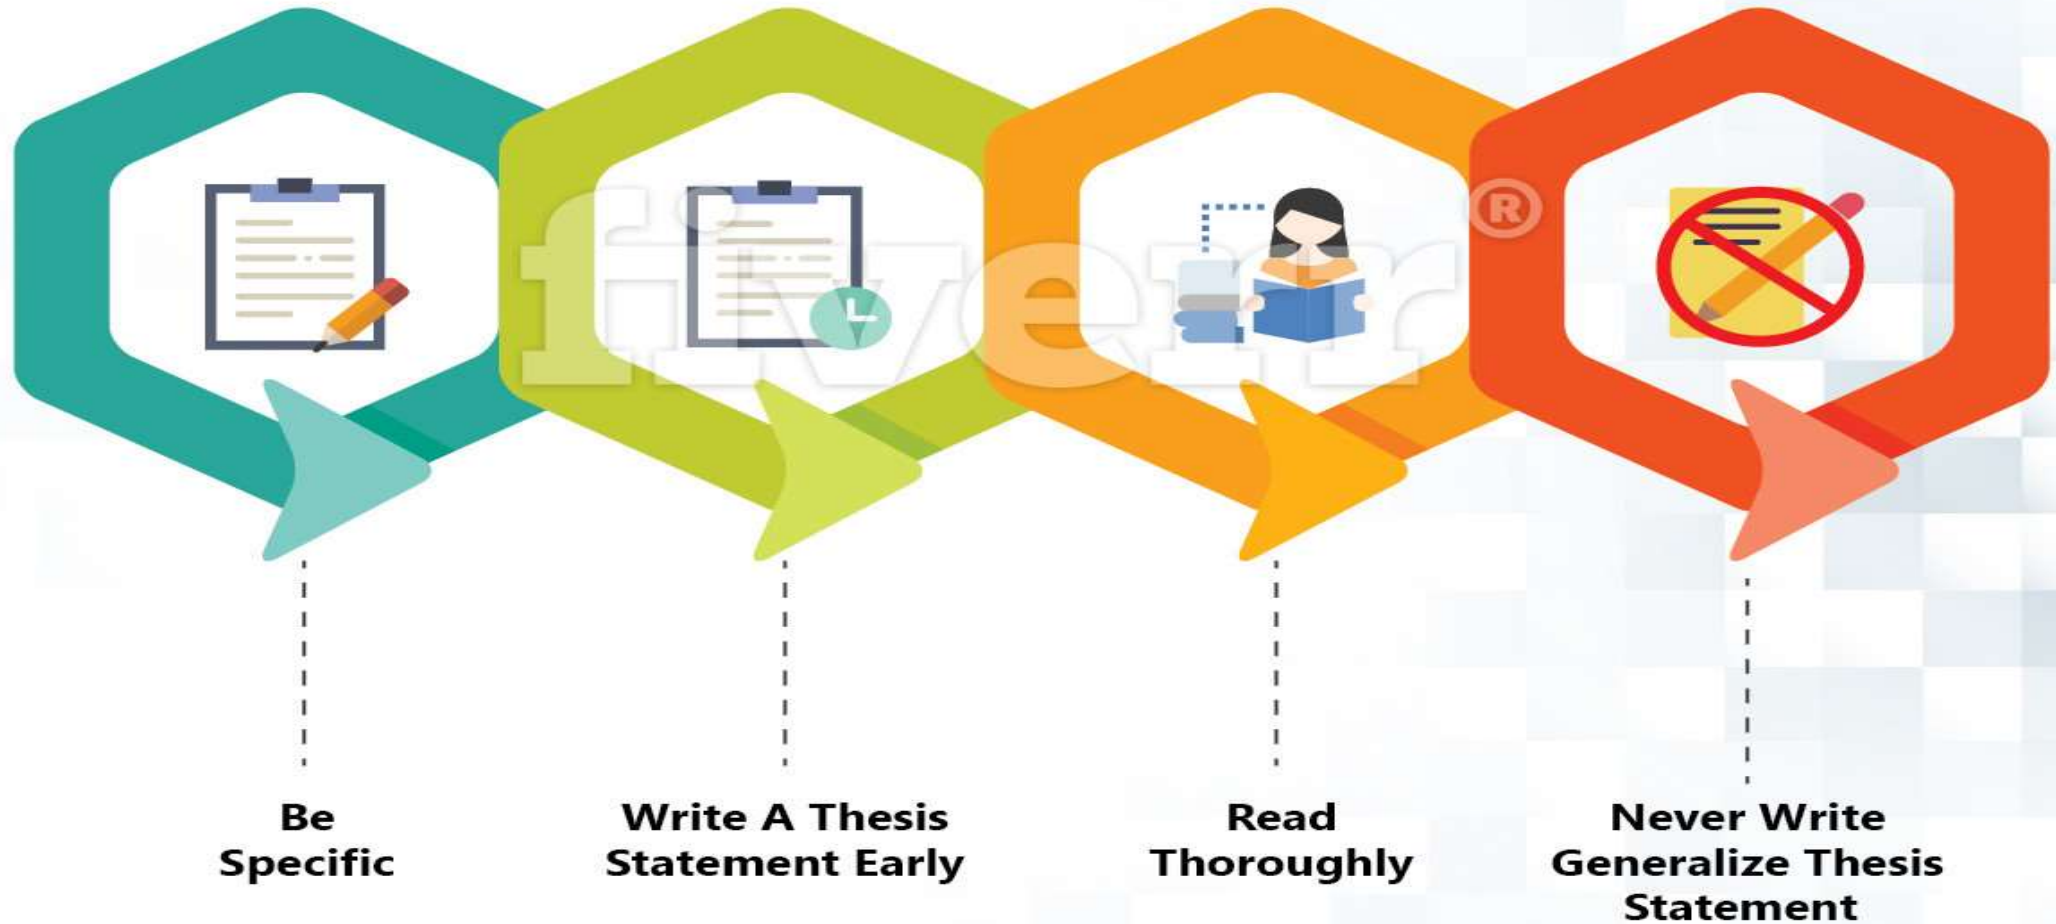 fiverr®
Be
Specific
Write A Thesis
Statement Early
Read
Thoroughly
Never Write
Generalize Thesis
Statement